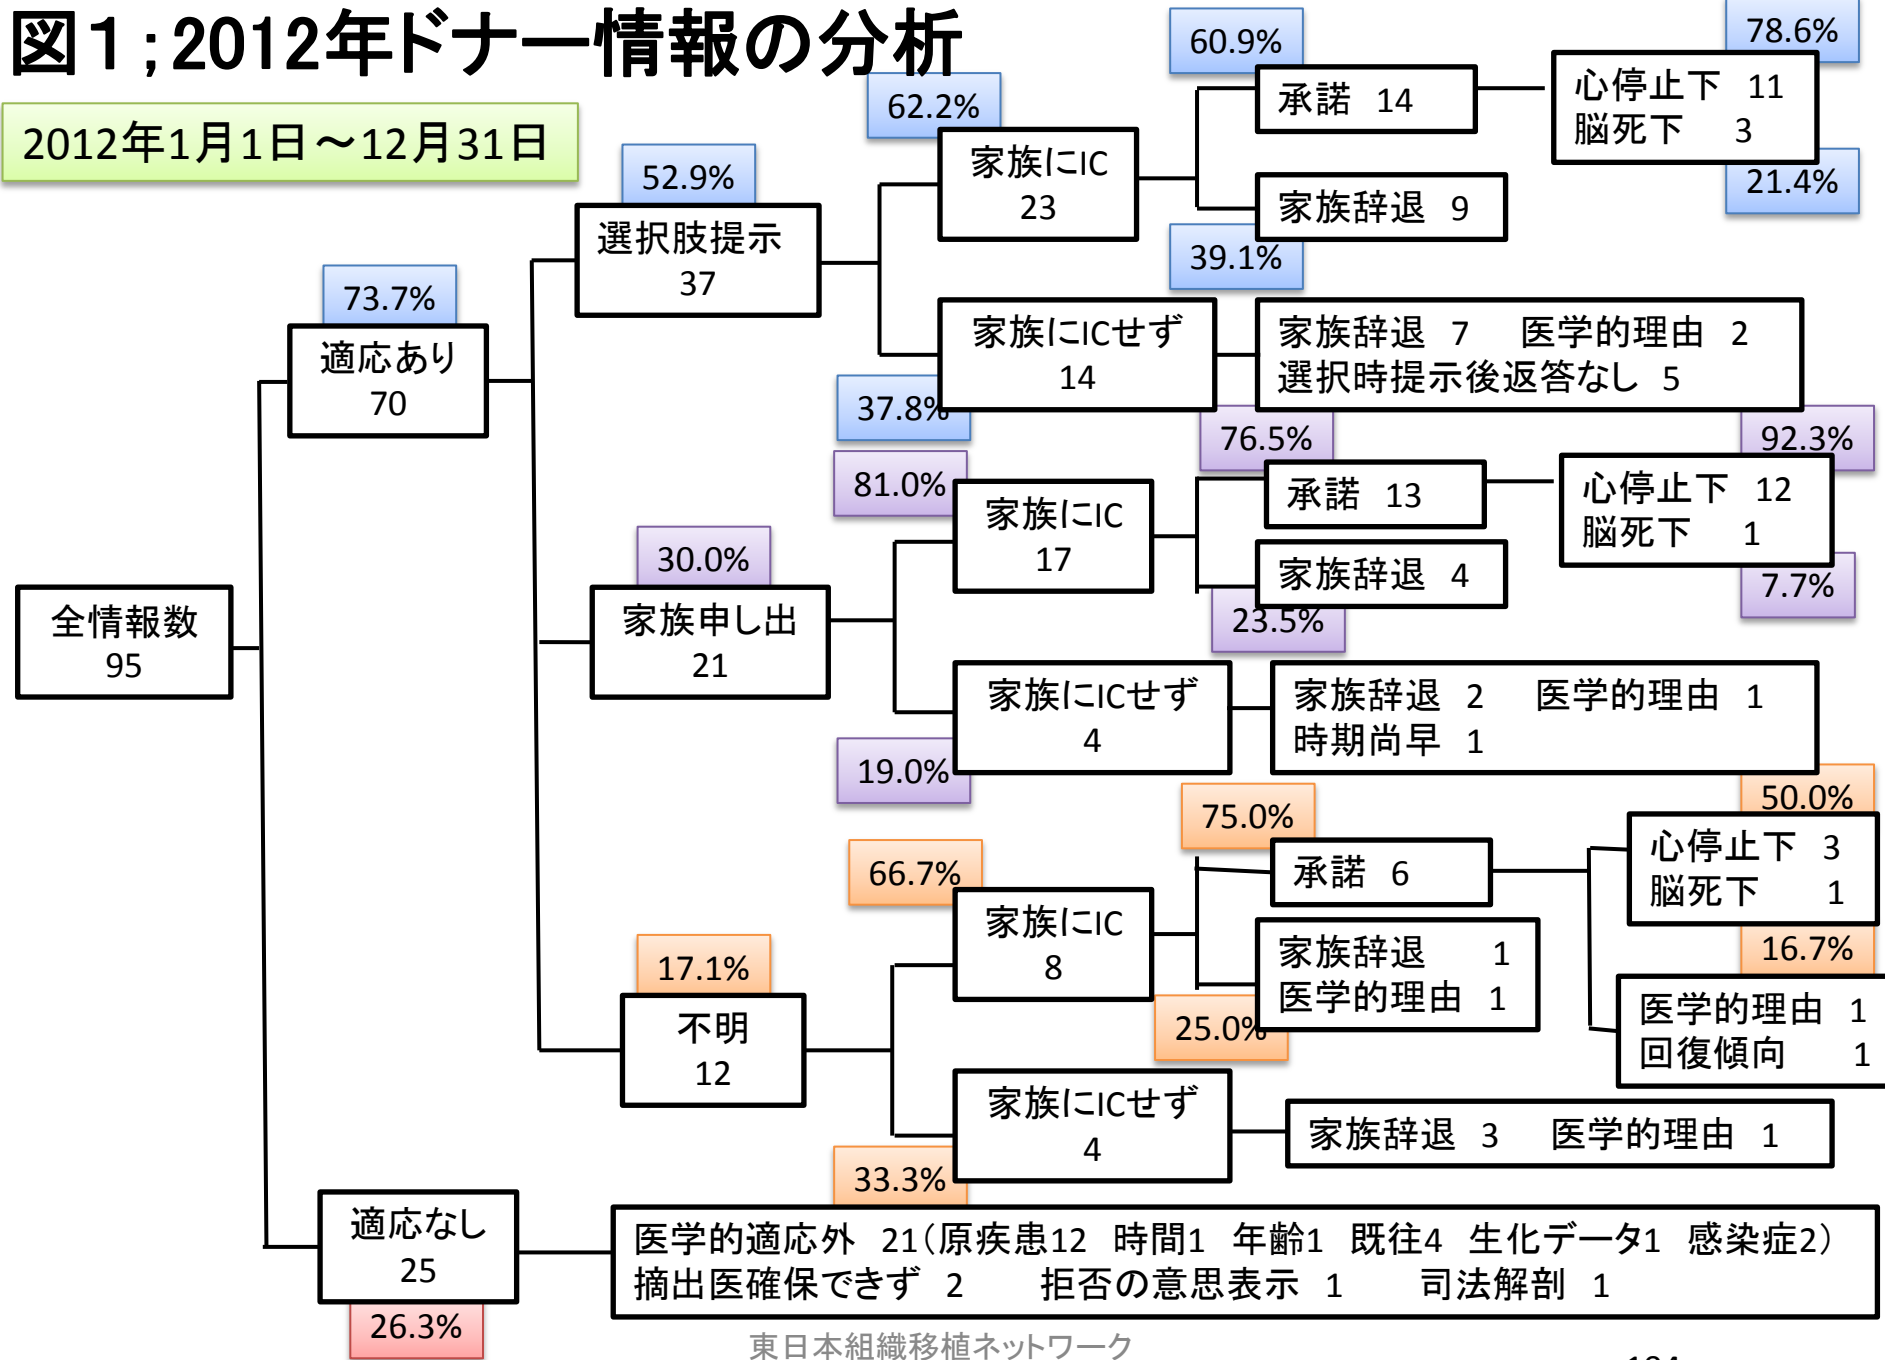 図1；2012年ドナー情報の分析
2012年1月1日～12月31日
全情報数
95
73.7%
適応あり
70
52.9%
選択肢提示
37
62.2%
家族にIC
23
60.9%
承諾 14
78.6%
心停止下 11
脳死下 3
21.4%
家族辞退 9
39.1%
家族にICせず
14
37.8%
家族辞退 7 医学的理由 2
選択時提示後返答なし 5
30.0%
家族申し出
21
81.0%
家族にIC
17
76.5%
承諾 13
92.3%
心停止下 12
脳死下 1
7.7%
家族辞退 4
23.5%
家族にICせず
4
19.0%
家族辞退 2 医学的理由 1
時期尚早 1
17.1%
不明
12
66.7%
家族にIC
8
75.0%
承諾 6
50.0%
心停止下 3
脳死下 1
16.7%
医学的理由 1
回復傾向 1
家族辞退 1
医学的理由 1
25.0%
家族にICせず
4
33.3%
家族辞退 3 医学的理由 1
適応なし
25
26.3%
医学的適応外 21（原疾患12 時間1 年齢1 既往4 生化データ1 感染症2）
摘出医確保できず 2 拒否の意思表示 1 司法解剖 1
東日本組織移植ネットワーク